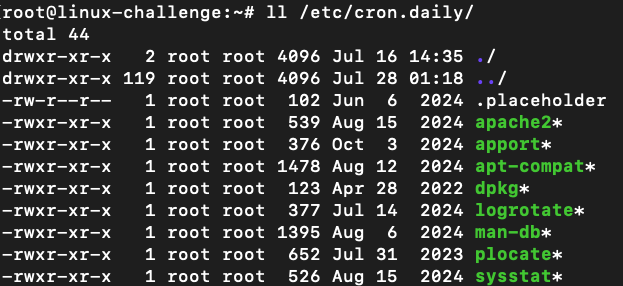 root@linux-challenge:~# ll /etc/cron.daily/
total 44
drwxr-xr-x   2 root root 4096 Jul 16 14:35 ./
drwxr-xr-x 119 root root 4096 Jul 28 01:18 ../
-rw-r--r--   1 root root  102 Jun  6  2024 .placeholder
-rwxr-xr-x   1 root root  539 Aug 15  2024 apache2*
-rwxr-xr-x   1 root root  376 Oct  3  2024 apport*
-rwxr-xr-x   1 root root 1478 Aug 12  2024 apt-compat*
-rwxr-xr-x   1 root root  123 Apr 28  2022 dpkg*
-rwxr-xr-x   1 root root  377 Jul 14  2024 logrotate*
-rwxr-xr-x   1 root root 1395 Aug  6  2024 man-db*
-rwxr-xr-x   1 root root  652 Jul 31  2023 plocate*
-rwxr-xr-x   1 root root  526 Aug 15  2024 sysstat*